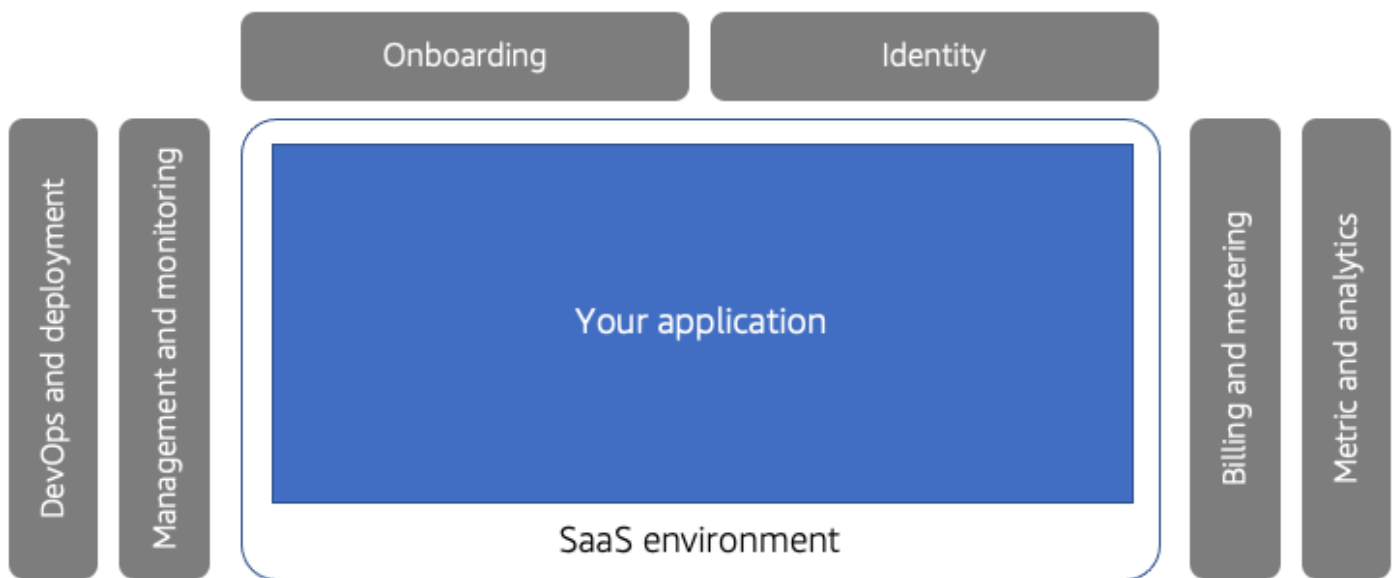 Onboarding
Identity
DevOps and deployment
Management and monitoring
Your application
SaaS environment
Billing and metering
Metric and analytics